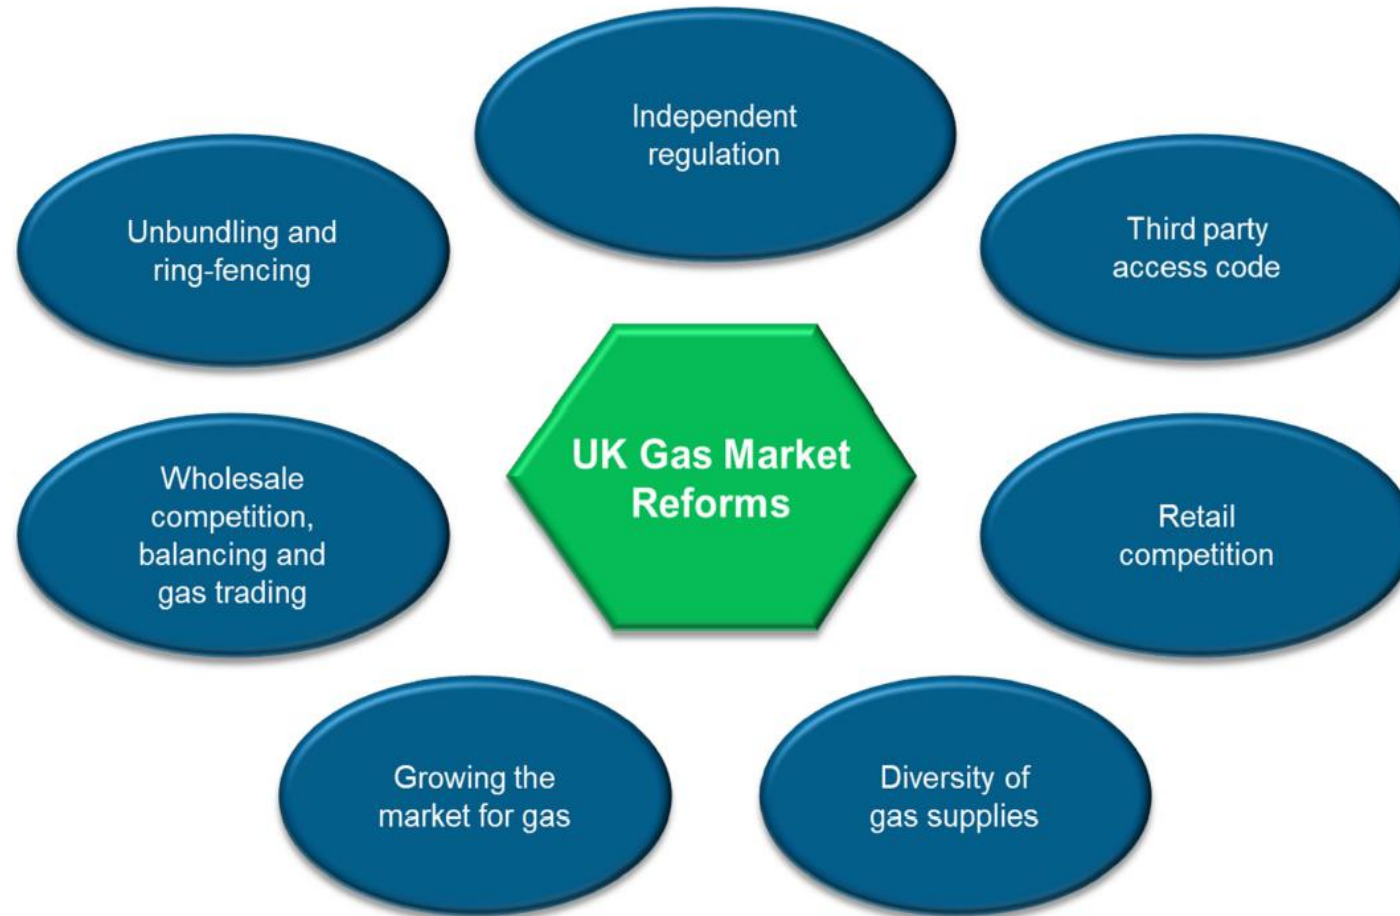 Independent
regulation
Unbundling and
ring-fencing
Third party
access code
UK Gas Market
Reforms
Wholesale
competition,
balancing and
gas trading
Retail
competition
Growing the
market for gas
Diversity of
gas supplies